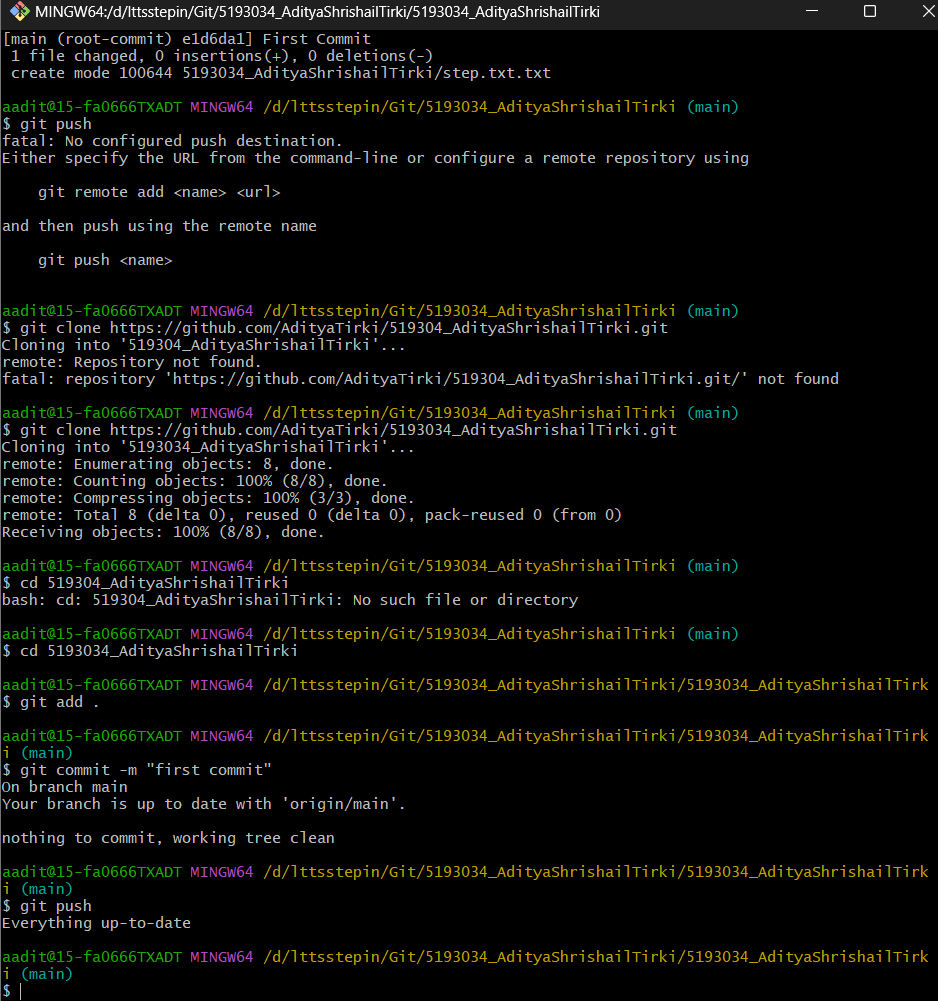 MINGW64:/d/lttsstepin/Git/5193034_AdityaShrishailTirki/5193034_AdityaShrishailTirki
[main (root-commit) e1d6da1] First Commit
 1 file changed, 0 insertions(+), 0 deletions(-)
 create mode 100644 5193034_AdityaShrishailTirki/step.txt.txt

aadit@15-fa0666TXADT MINGW64 /d/lttsstepin/Git/5193034_AdityaShrishailTirki (main)
$ git push
fatal: No configured push destination.
Either specify the URL from the command-line or configure a remote repository using

    git remote add <name> <url>

and then push using the remote name

    git push <name>


aadit@15-fa0666TXADT MINGW64 /d/lttsstepin/Git/5193034_AdityaShrishailTirki (main)
$ git clone https://github.com/AdityaTirki/519304_AdityaShrishailTirki.git
Cloning into '519304_AdityaShrishailTirki'...
remote: Repository not found.
fatal: repository 'https://github.com/AdityaTirki/519304_AdityaShrishailTirki.git/' not found

aadit@15-fa0666TXADT MINGW64 /d/lttsstepin/Git/5193034_AdityaShrishailTirki (main)
$ git clone https://github.com/AdityaTirki/5193034_AdityaShrishailTirki.git
Cloning into '5193034_AdityaShrishailTirki'...
remote: Enumerating objects: 8, done.
remote: Counting objects: 100% (8/8), done.
remote: Compressing objects: 100% (3/3), done.
remote: Total 8 (delta 0), reused 0 (delta 0), pack-reused 0 (from 0)
Receiving objects: 100% (8/8), done.

aadit@15-fa0666TXADT MINGW64 /d/lttsstepin/Git/5193034_AdityaShrishailTirki (main)
$ cd 519304_AdityaShrishailTirki
bash: cd: 519304_AdityaShrishailTirki: No such file or directory

aadit@15-fa0666TXADT MINGW64 /d/lttsstepin/Git/5193034_AdityaShrishailTirki (main)
$ cd 5193034_AdityaShrishailTirki

aadit@15-fa0666TXADT MINGW64 /d/lttsstepin/Git/5193034_AdityaShrishailTirki/5193034_AdityaShrishailTirk
$ git add .

aadit@15-fa0666TXADT MINGW64 /d/lttsstepin/Git/5193034_AdityaShrishailTirki/5193034_AdityaShrishailTirk
i (main)
$ git commit -m "first commit"
On branch main
Your branch is up to date with 'origin/main'.

nothing to commit, working tree clean

aadit@15-fa0666TXADT MINGW64 /d/lttsstepin/Git/5193034_AdityaShrishailTirki/5193034_AdityaShrishailTirk
i (main)
$ git push
Everything up-to-date

aadit@15-fa0666TXADT MINGW64 /d/lttsstepin/Git/5193034_AdityaShrishailTirki/5193034_AdityaShrishailTirk
i (main)
$